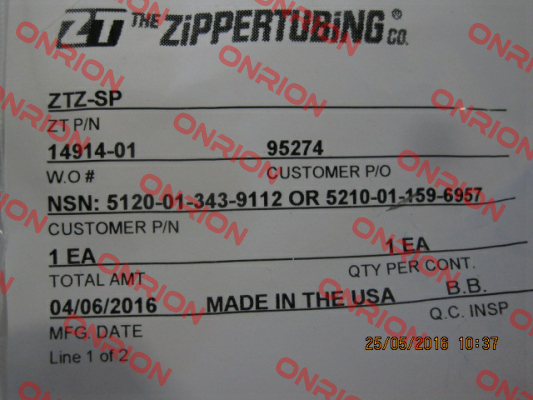 ZT THE ZIPPERTUBING® CO.
ZTZ-SP
ZT P/N
14914-01 95274
W.O # CUSTOMER P/O
NSN: 5120-01-343-9112 OR 5210-01-159-6957
CUSTOMER P/N
1 EA 1 EA
TOTAL AMT QTY PER CONT.
04/06/2016 MADE IN THE USA B.B.
MFG. DATE Q.C. INSP
Line 1 of 2
25/05/2016 10:37
ONRION